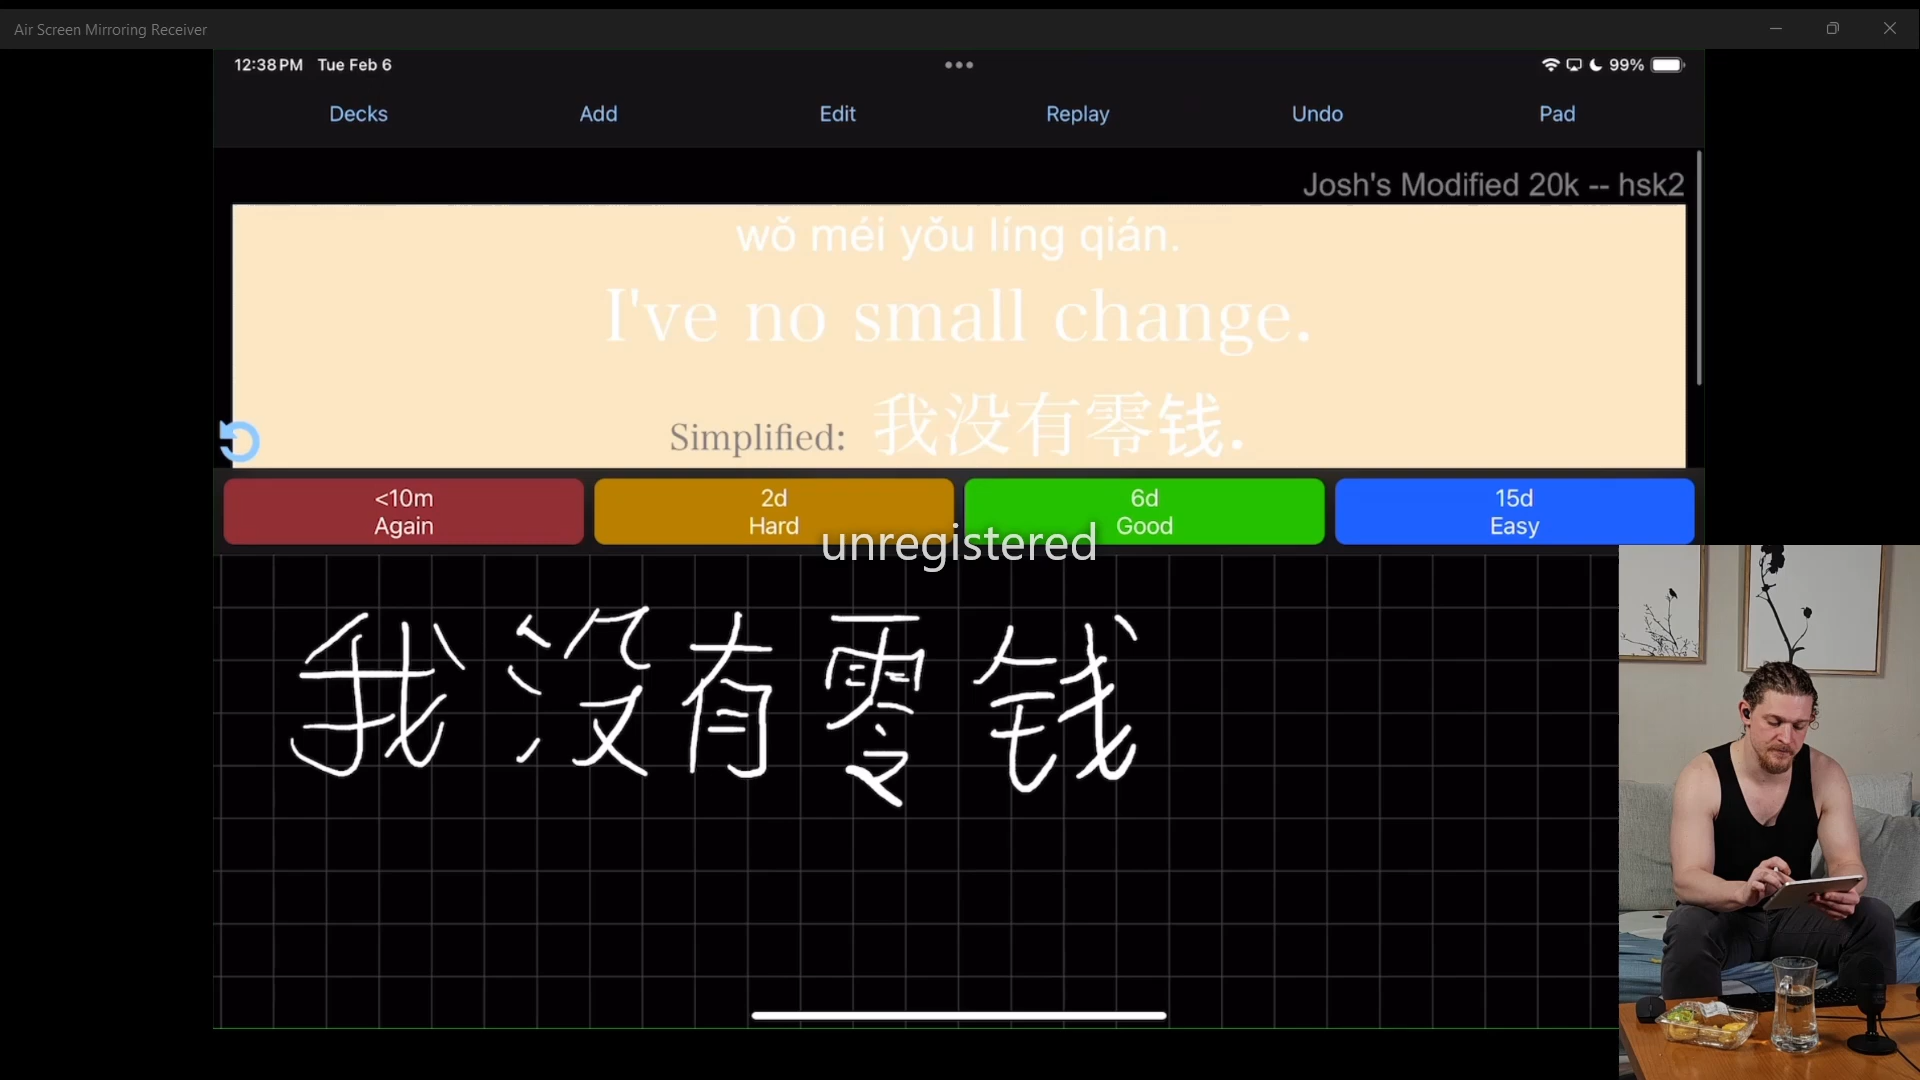 Air Screen Mirroring Receiver
12:38 PM Tue Feb 6
99%
Decks Add Edit Replay Undo Pad
Josh's Modified 20k -- hsk2
wǒ méi yǒu líng qián.
I've no small change.
Simplified: 我没有零钱.
<10m
Again
2d
Hard
6d
Good
15d
Easy
unregistered
我没有零钱